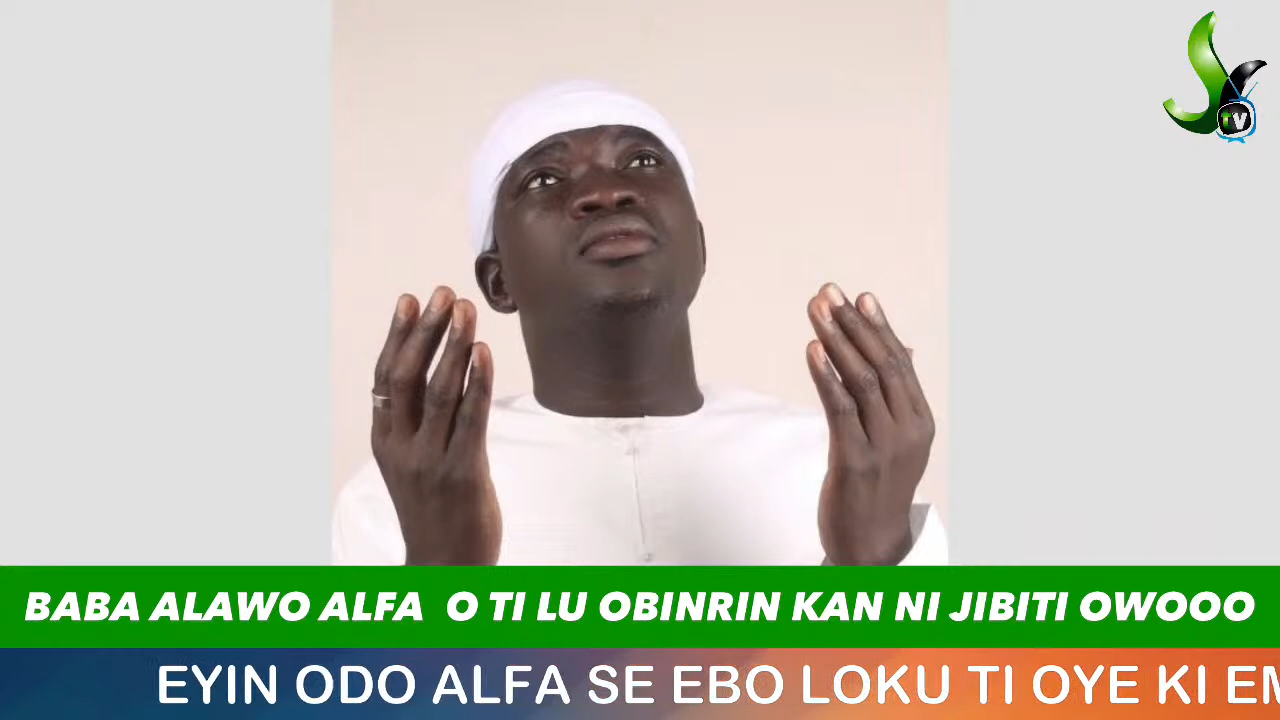 TV
BABA ALAWO ALFA O TI LU OBINRIN KAN NI JIBITI OWOOO
EYIN ODO ALFA SE EBO LOKU TI OYE KI